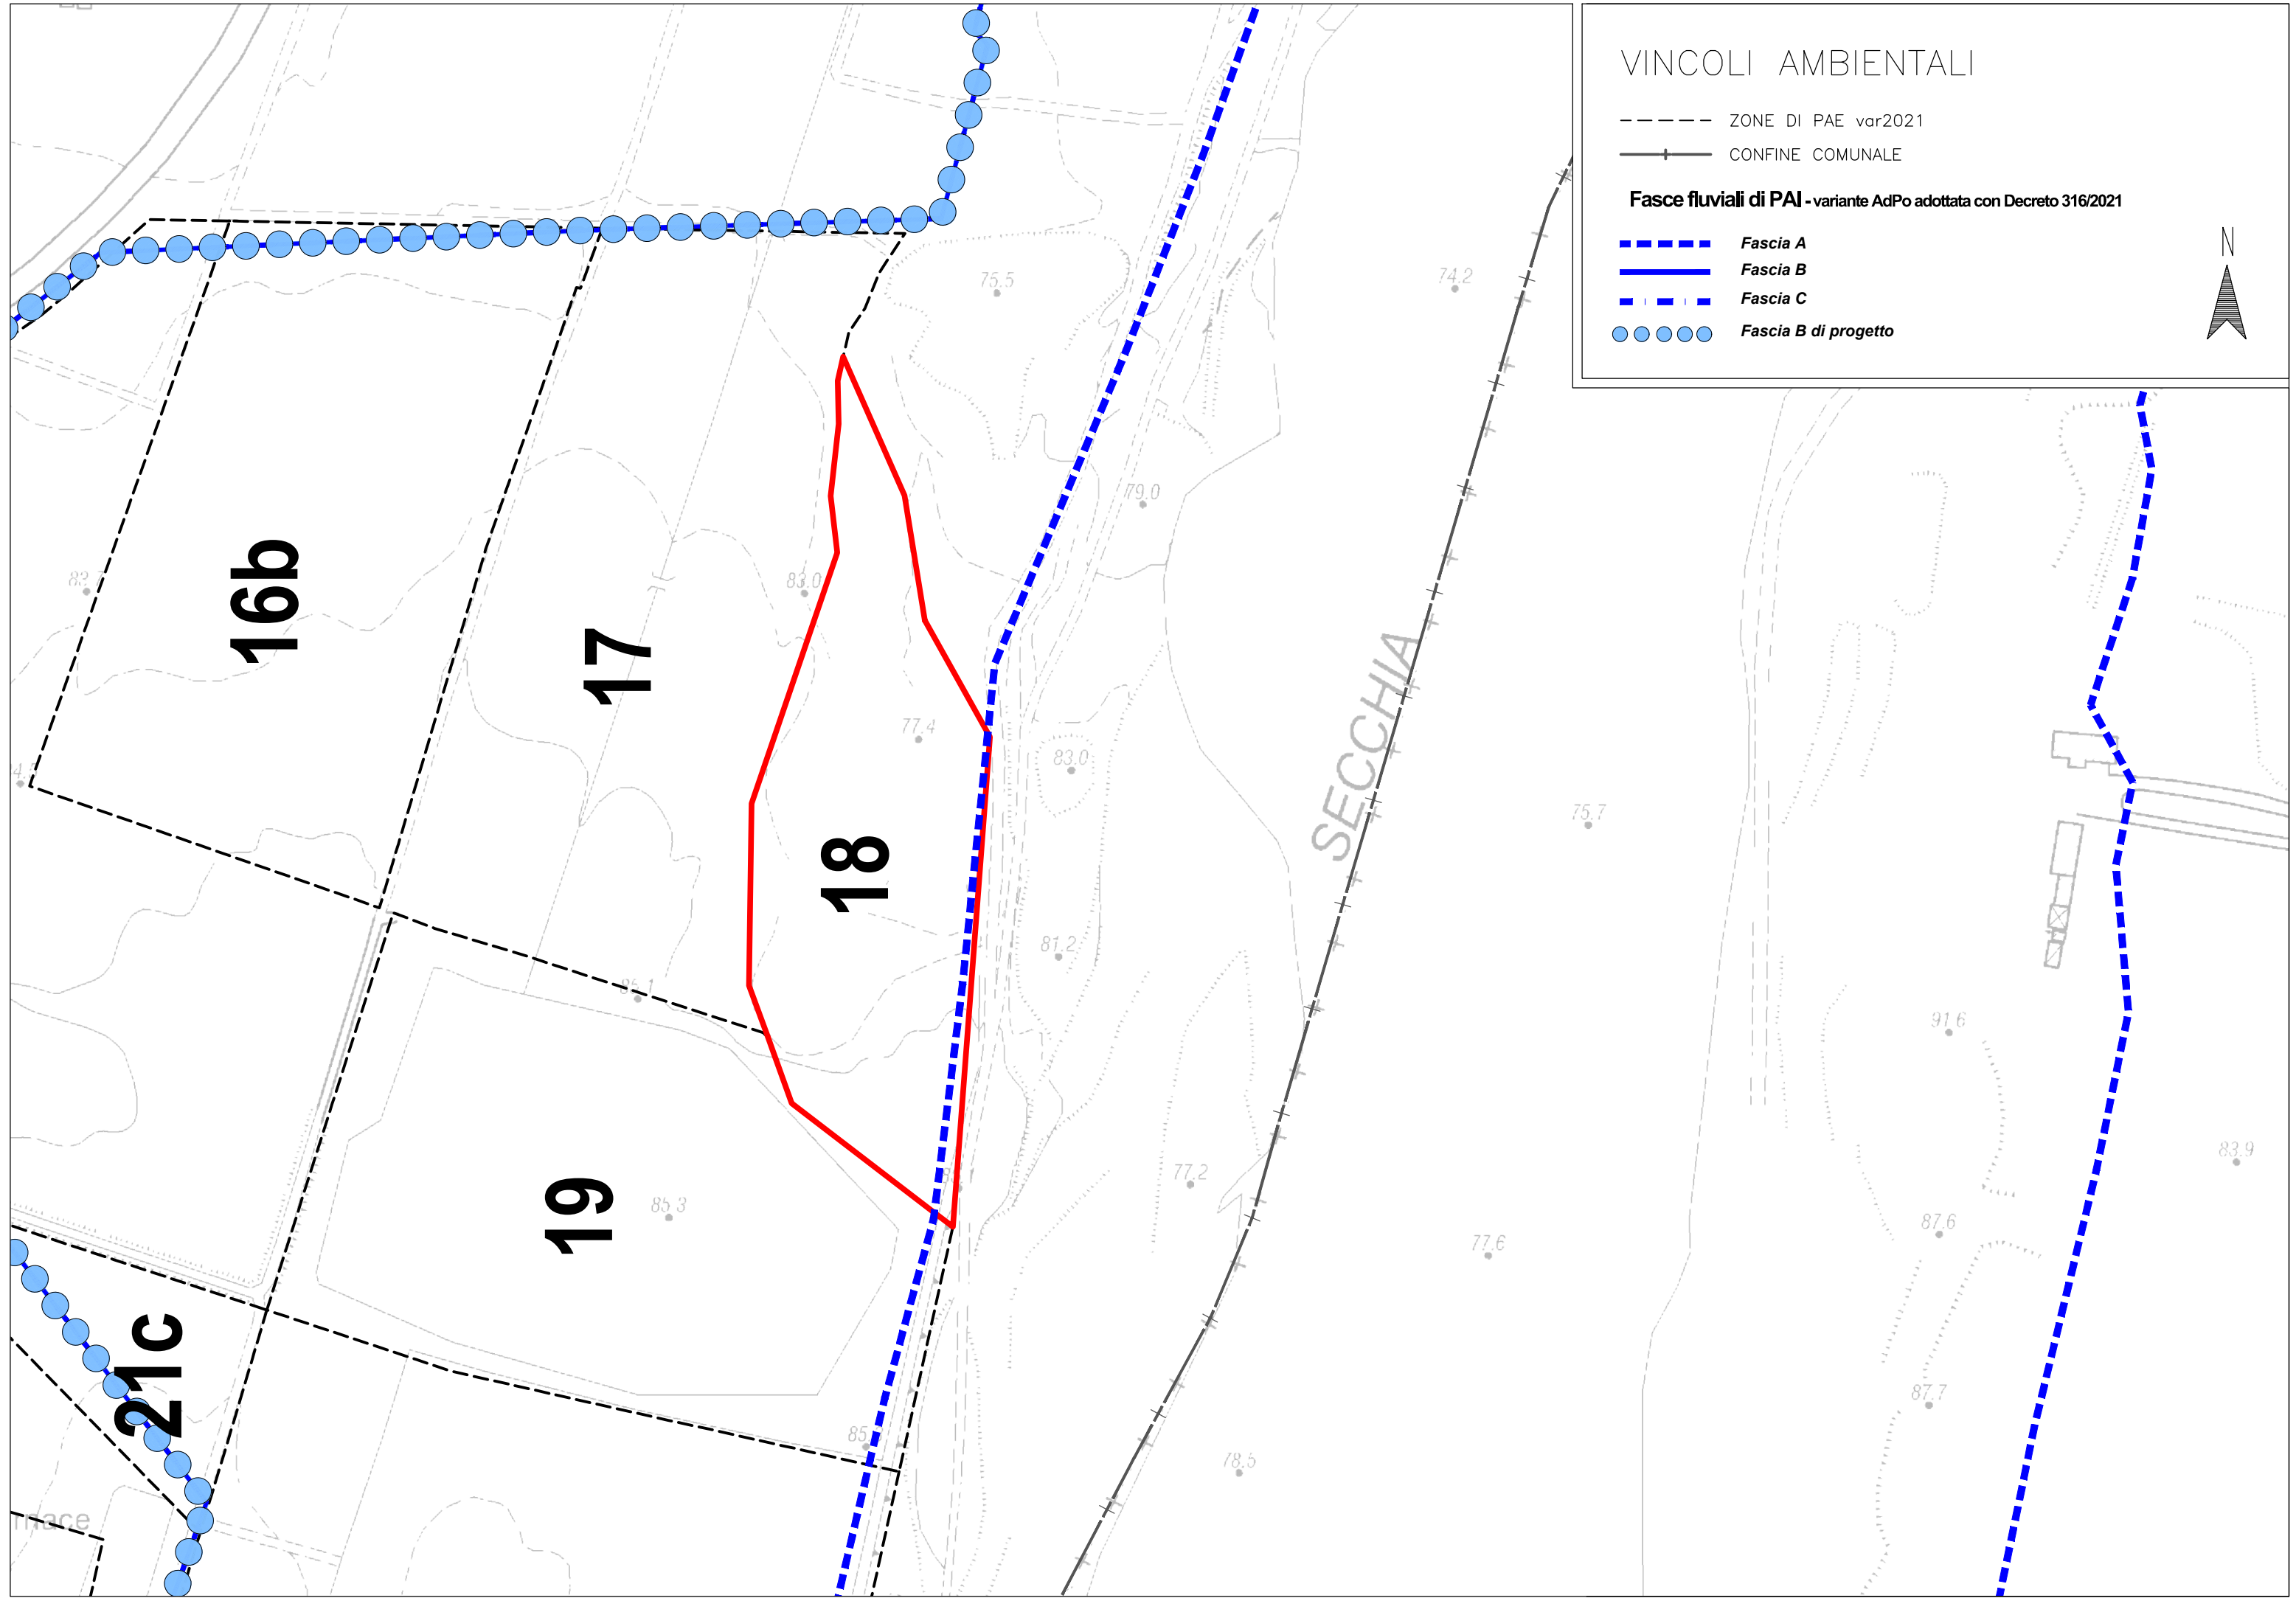 VINCOLI AMBIENTALI
ZONE DI PAE var2021
CONFINE COMUNALE
Fasce fluviali di PAI - variante AdPo adottata con Decreto 316/2021
Fascia A
Fascia B
Fascia C
Fascia B di progetto
N
75.5
74.2
79.0
16b
83.0
17
77.4
83.0
SECCHIA
75.7
18
81.2
91.6
83.9
77.2
19
85.3
87.6
77.6
21c
87.7
78.5